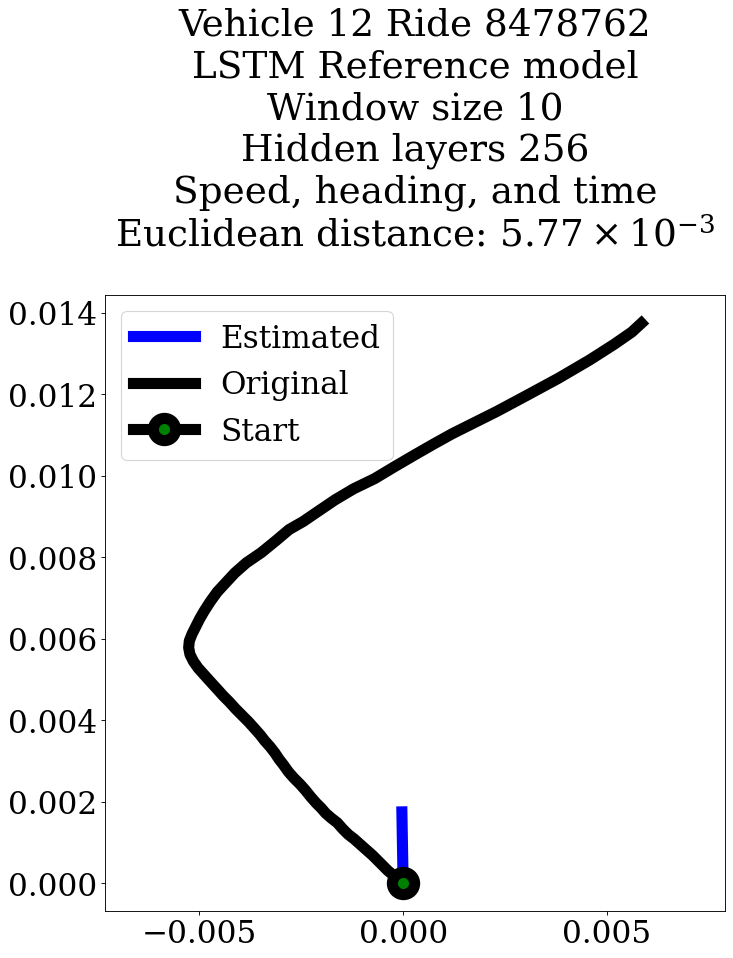 Vehicle 12 Ride 8478762
LSTM Reference model
Window size 10
Hidden layers 256
Speed, heading, and time
Euclidean distance: 5.77 × 10⁻³
Estimated
Original
Start
0.014
0.012
0.010
0.008
0.006
0.004
0.002
0.000
−0.005 0.000 0.005